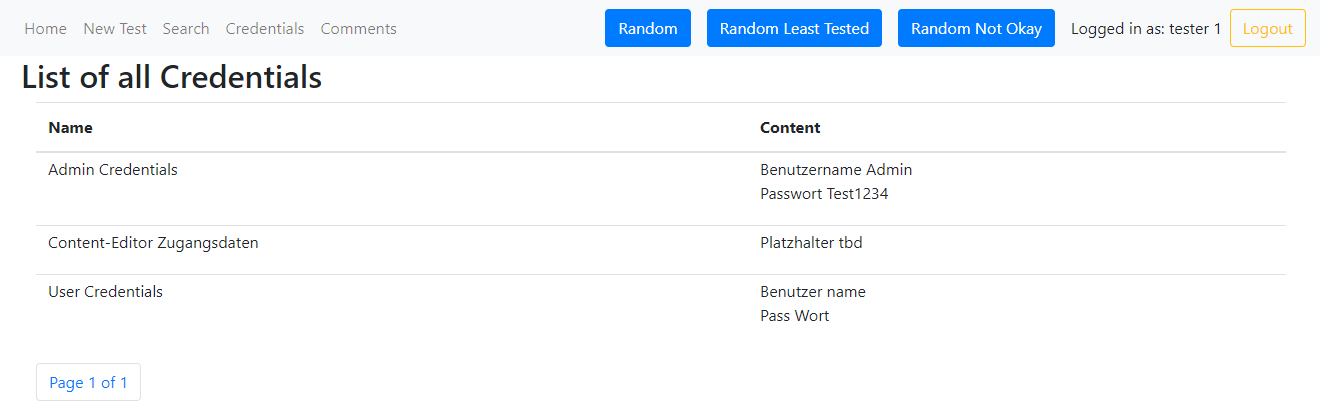 Home New Test Search Credentials Comments Random Random Least Tested Random Not Okay Logged in as: tester 1 Logout
List of all Credentials
Name Content
Admin Credentials Benutzername Admin
Passwort Test1234
Content-Editor Zugangsdaten Platzhalter tbd
User Credentials Benutzer name
Pass Wort
Page 1 of 1